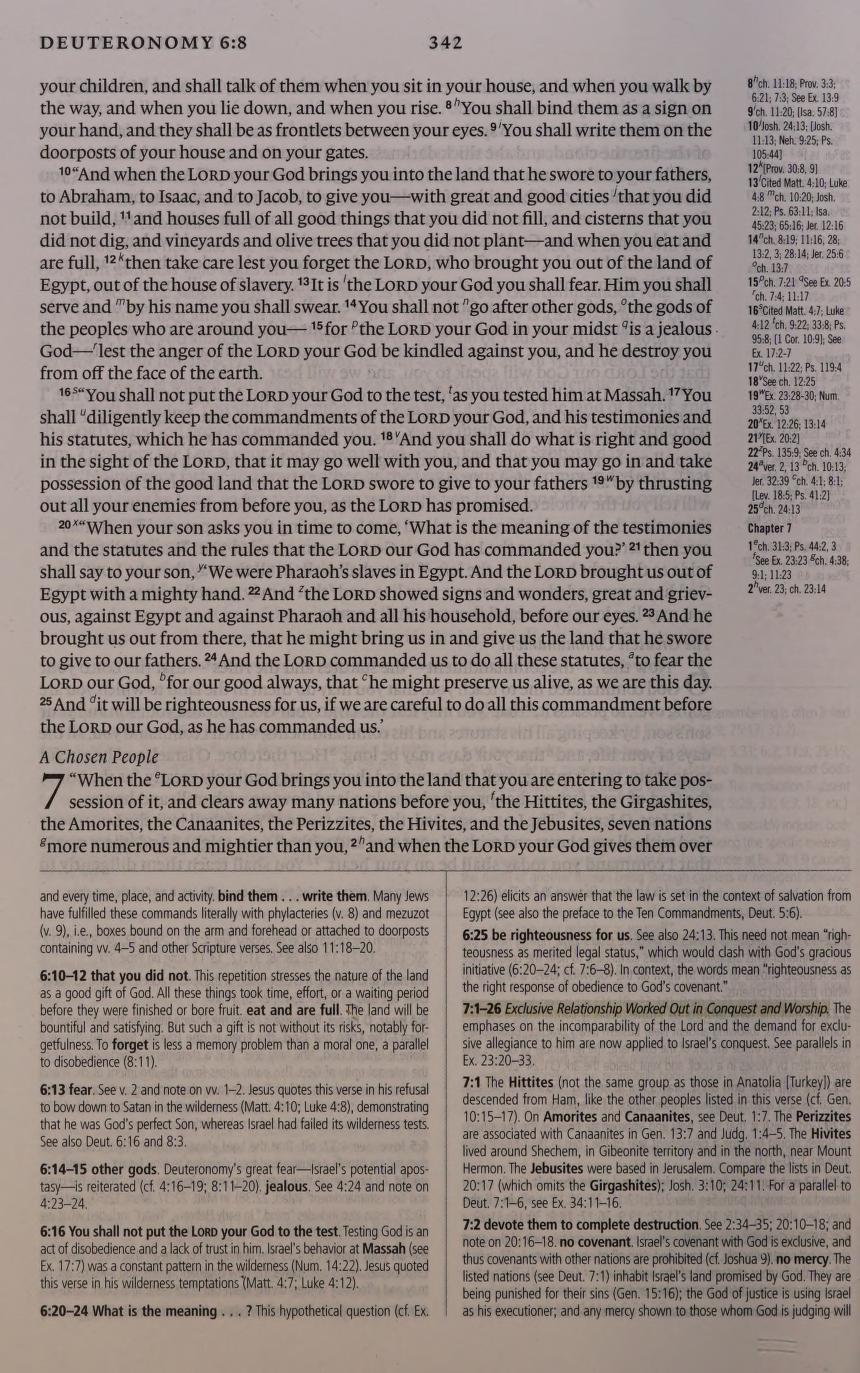 DEUTERONOMY 6:8
342
your children, and shall talk of them when you sit in your house, and when you walk by
the way, and when you lie down, and when you rise. 8 hYou shall bind them as a sign on
your hand, and they shall be as frontlets between your eyes. 9 iYou shall write them on the
doorposts of your house and on your gates.
10 “And when the LORD your God brings you into the land that he swore to your fathers,
to Abraham, to Isaac, and to Jacob, to give you—with great and good cities jthat you did
not build, 11 and houses full of all good things that you did not fill, and cisterns that you
did not dig, and vineyards and olive trees that you did not plant—and when you eat and
are full, 12 kthen take care lest you forget the LORD, who brought you out of the land of
Egypt, out of the house of slavery. 13 It is lthe LORD your God you shall fear. Him you shall
serve and mby his name you shall swear. 14 You shall not ngo after other gods, othe gods of
the peoples who are around you— 15 for pthe LORD your God in your midst qis a jealous
God—rlest the anger of the LORD your God be kindled against you, and he destroy you
from off the face of the earth.
16 s“You shall not put the LORD your God to the test, tas you tested him at Massah. 17 You
shall udiligently keep the commandments of the LORD your God, and his testimonies and
his statutes, which he has commanded you. 18 vAnd you shall do what is right and good
in the sight of the LORD, that it may go well with you, and that you may go in and take
possession of the good land that the LORD swore to give to your fathers 19 wby thrusting
out all your enemies from before you, as the LORD has promised.
20 x“When your son asks you in time to come, ‘What is the meaning of the testimonies
and the statutes and the rules that the LORD our God has commanded you?’ 21 then you
shall say to your son, y‘We were Pharaoh’s slaves in Egypt. And the LORD brought us out of
Egypt with a mighty hand. 22 And zthe LORD showed signs and wonders, great and griev-
ous, against Egypt and against Pharaoh and all his household, before our eyes. 23 And he
brought us out from there, that he might bring us in and give us the land that he swore
to give to our fathers. 24 And the LORD commanded us to do all these statutes, ato fear the
LORD our God, bfor our good always, that che might preserve us alive, as we are this day.
25 And dit will be righteousness for us, if we are careful to do all this commandment before
the LORD our God, as he has commanded us.’
A Chosen People
7 “When the eLORD your God brings you into the land that you are entering to take pos-
session of it, and clears away many nations before you, fthe Hittites, the Girgashites,
the Amorites, the Canaanites, the Perizzites, the Hivites, and the Jebusites, seven nations
gmore numerous and mightier than you, 2 hand when the LORD your God gives them over
8 hch. 11:18; Prov. 3:3;
6:21; 7:3; See Ex. 13:9
9 ich. 11:20; [Isa. 57:8]
10 jJosh. 24:13; [Josh.
11:13; Neh. 9:25; Ps.
105:44]
12 k[Prov. 30:8, 9]
13 lCited Matt. 4:10; Luke
4:8 mch. 10:20; Josh.
2:12; Ps. 63:11; Isa.
45:23; 65:16; Jer. 12:16
14 nch. 8:19; 11:16, 28;
13:2, 3; 28:14; Jer. 25:6
och. 13:7
15 pch. 7:21 qSee Ex. 20:5
rch. 7:4; 11:17
16 sCited Matt. 4:7; Luke
4:12 tch. 9:22; 33:8; Ps.
95:8; [1 Cor. 10:9]; See
Ex. 17:2-7
17 uch. 11:22; Ps. 119:4
18 vSee ch. 12:25
19 wEx. 23:28-30; Num.
33:52, 53
20 xEx. 12:26; 13:14
21 y[Ex. 20:2]
22 zPs. 135:9; See ch. 4:34
24 aver. 2, 13 bch. 10:13;
Jer. 32:39 cch. 4:1; 8:1;
[Lev. 18:5; Ps. 41:2]
25 dch. 24:13
Chapter 7
1 ech. 31:3; Ps. 44:2, 3
fSee Ex. 23:23 gch. 4:38;
9:1; 11:23
2 hver. 23; ch. 23:14
and every time, place, and activity. bind them . . . write them. Many Jews
have fulfilled these commands literally with phylacteries (v. 8) and mezuzot
(v. 9), i.e., boxes bound on the arm and forehead or attached to doorposts
containing vv. 4–5 and other Scripture verses. See also 11:18–20.
6:10–12 that you did not. This repetition stresses the nature of the land
as a good gift of God. All these things took time, effort, or a waiting period
before they were finished or bore fruit. eat and are full. The land will be
bountiful and satisfying. But such a gift is not without its risks, notably for-
getfulness. To forget is less a memory problem than a moral one, a parallel
to disobedience (8:11).
6:13 fear. See v. 2 and note on vv. 1–2. Jesus quotes this verse in his refusal
to bow down to Satan in the wilderness (Matt. 4:10; Luke 4:8), demonstrating
that he was God’s perfect Son, whereas Israel had failed its wilderness tests.
See also Deut. 6:16 and 8:3.
6:14–15 other gods. Deuteronomy’s great fear—Israel’s potential apos-
tasy—is reiterated (cf. 4:16–19; 8:11–20). jealous. See 4:24 and note on
4:23–24.
6:16 You shall not put the LORD your God to the test. Testing God is an
act of disobedience and a lack of trust in him. Israel’s behavior at Massah (see
Ex. 17:7) was a constant pattern in the wilderness (Num. 14:22). Jesus quoted
this verse in his wilderness temptations (Matt. 4:7; Luke 4:12).
6:20–24 What is the meaning . . . ? This hypothetical question (cf. Ex.
12:26) elicits an answer that the law is set in the context of salvation from
Egypt (see also the preface to the Ten Commandments, Deut. 5:6).
6:25 be righteousness for us. See also 24:13. This need not mean “righ-
teousness as merited legal status,” which would clash with God’s gracious
initiative (6:20–24; cf. 7:6–8). In context, the words mean “righteousness as
the right response of obedience to God’s covenant.”
7:1–26 Exclusive Relationship Worked Out in Conquest and Worship. The
emphases on the incomparability of the Lord and the demand for exclu-
sive allegiance to him are now applied to Israel’s conquest. See parallels in
Ex. 23:20–33.
7:1 The Hittites (not the same group as those in Anatolia [Turkey]) are
descended from Ham, like the other peoples listed in this verse (cf. Gen.
10:15–17). On Amorites and Canaanites, see Deut. 1:7. The Perizzites
are associated with Canaanites in Gen. 13:7 and Judg. 1:4–5. The Hivites
lived around Shechem, in Gibeonite territory and in the north, near Mount
Hermon. The Jebusites were based in Jerusalem. Compare the lists in Deut.
20:17 (which omits the Girgashites); Josh. 3:10; 24:11. For a parallel to
Deut. 7:1–6, see Ex. 34:11–16.
7:2 devote them to complete destruction. See 2:34–35; 20:10–18; and
note on 20:16–18. no covenant. Israel’s covenant with God is exclusive, and
thus covenants with other nations are prohibited (cf. Joshua 9). no mercy. The
listed nations (see Deut. 7:1) inhabit Israel’s land promised by God. They are
being punished for their sins (Gen. 15:16); the God of justice is using Israel
as his executioner; and any mercy shown to those whom God is judging will